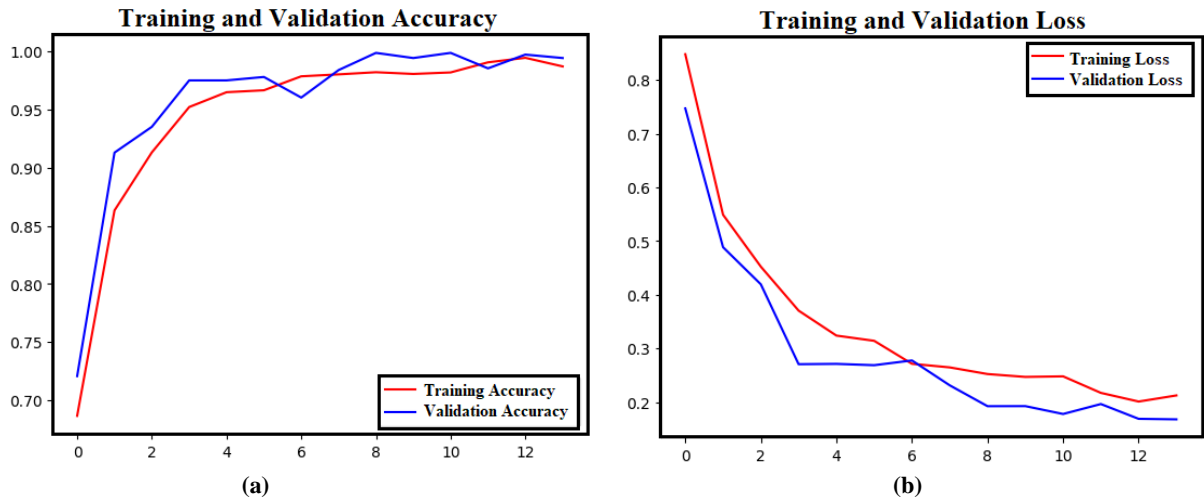 Training and Validation Accuracy
1.00
0.95
0.90
0.85
0.80
0.75
0.70
Training Accuracy
Validation Accuracy
0 2 4 6 8 10 12
(a)
Training and Validation Loss
Training Loss
Validation Loss
0.8
0.7
0.6
0.5
0.4
0.3
0.2
0 2 4 6 8 10 12
(b)